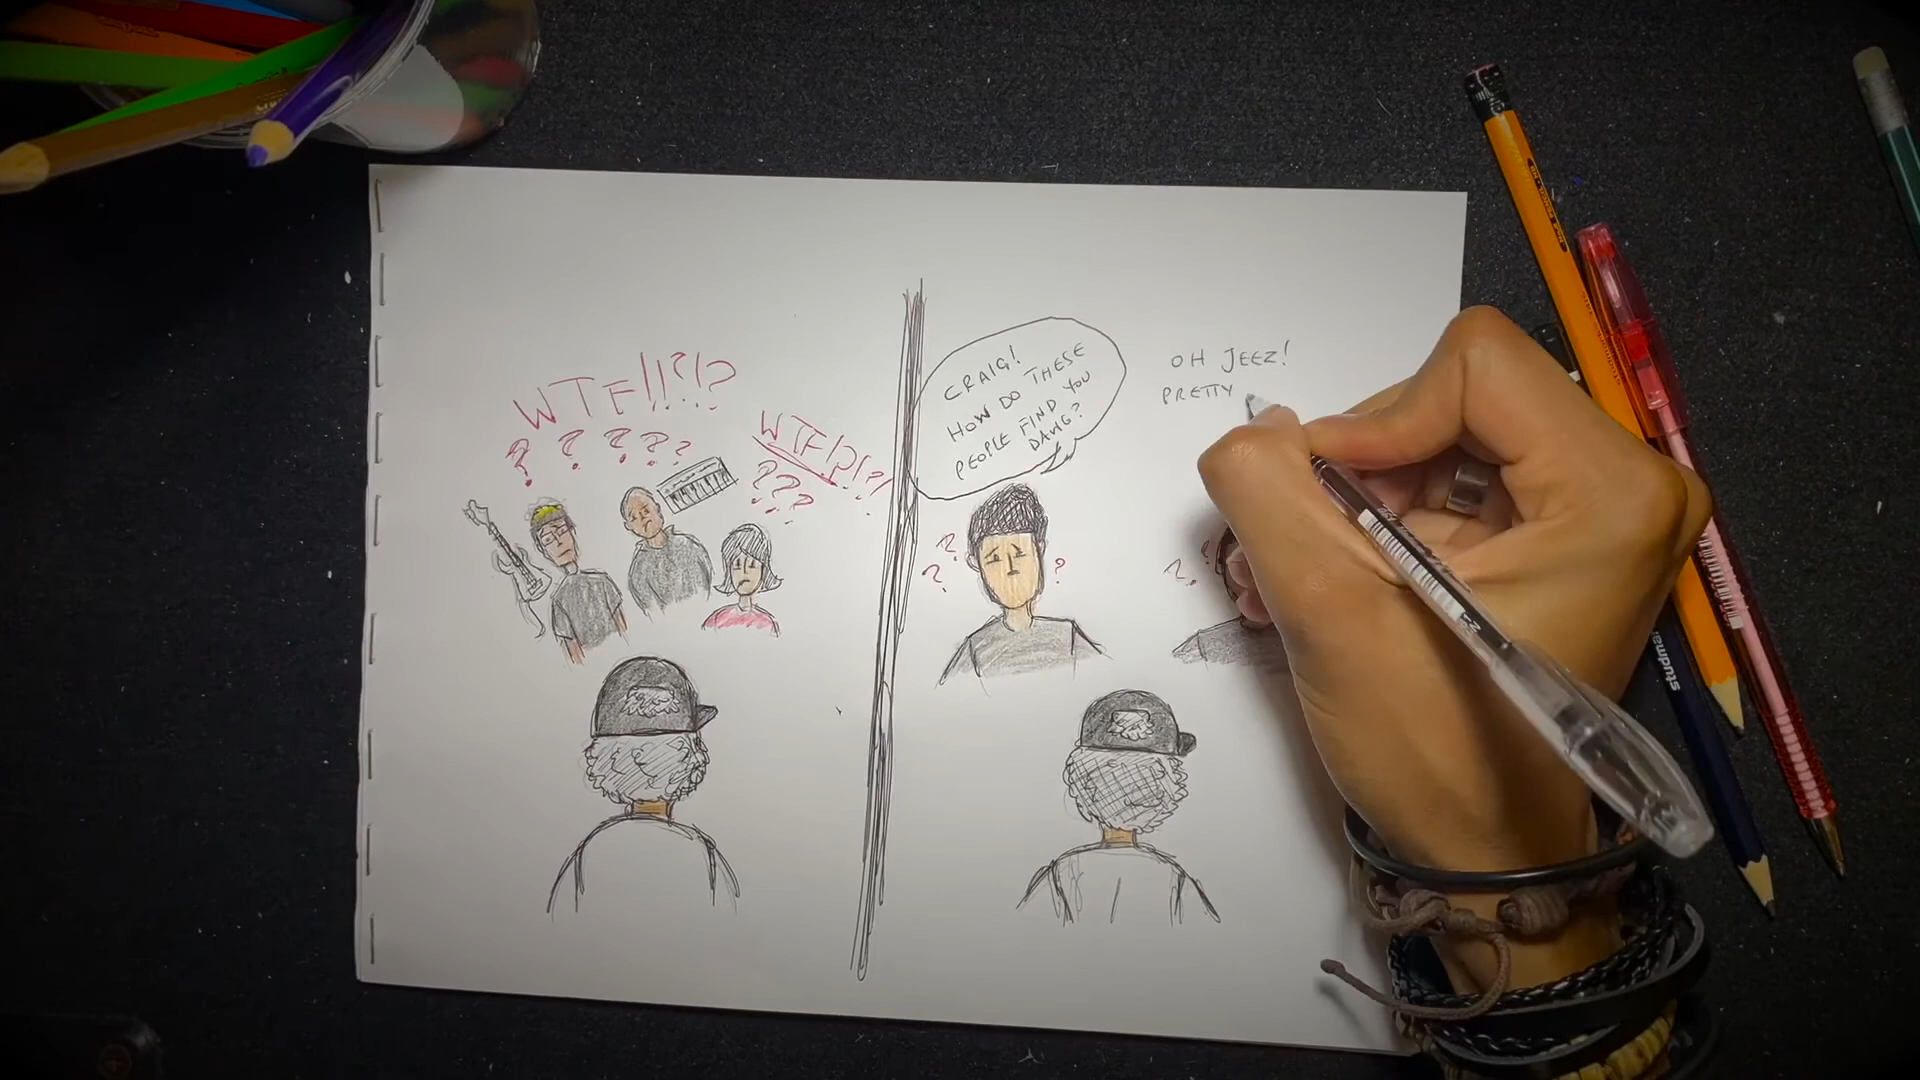 WTF!!?!?
? ? ? ? ?
WTF!?!?
? ? ?
CRAIG!
HOW DO THESE
PEOPLE FIND YOU
DAWG?
? ? ?
OH JEEZ!
PRETTY
? ?
studmar